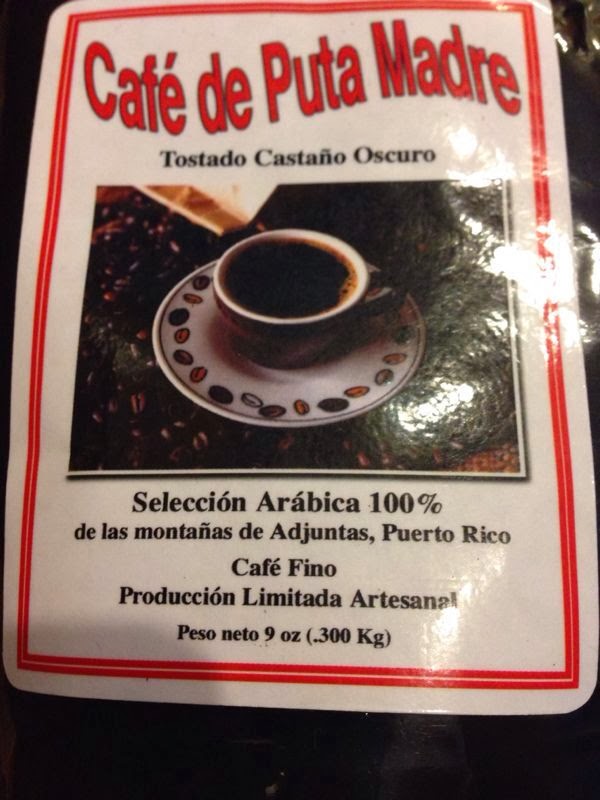 Café de Puta Madre
Tostado Castaño Oscuro
Selección Arábica 100%
de las montañas de Adjuntas, Puerto Rico
Café Fino
Producción Limitada Artesanal
Peso neto 9 oz (.300 Kg)